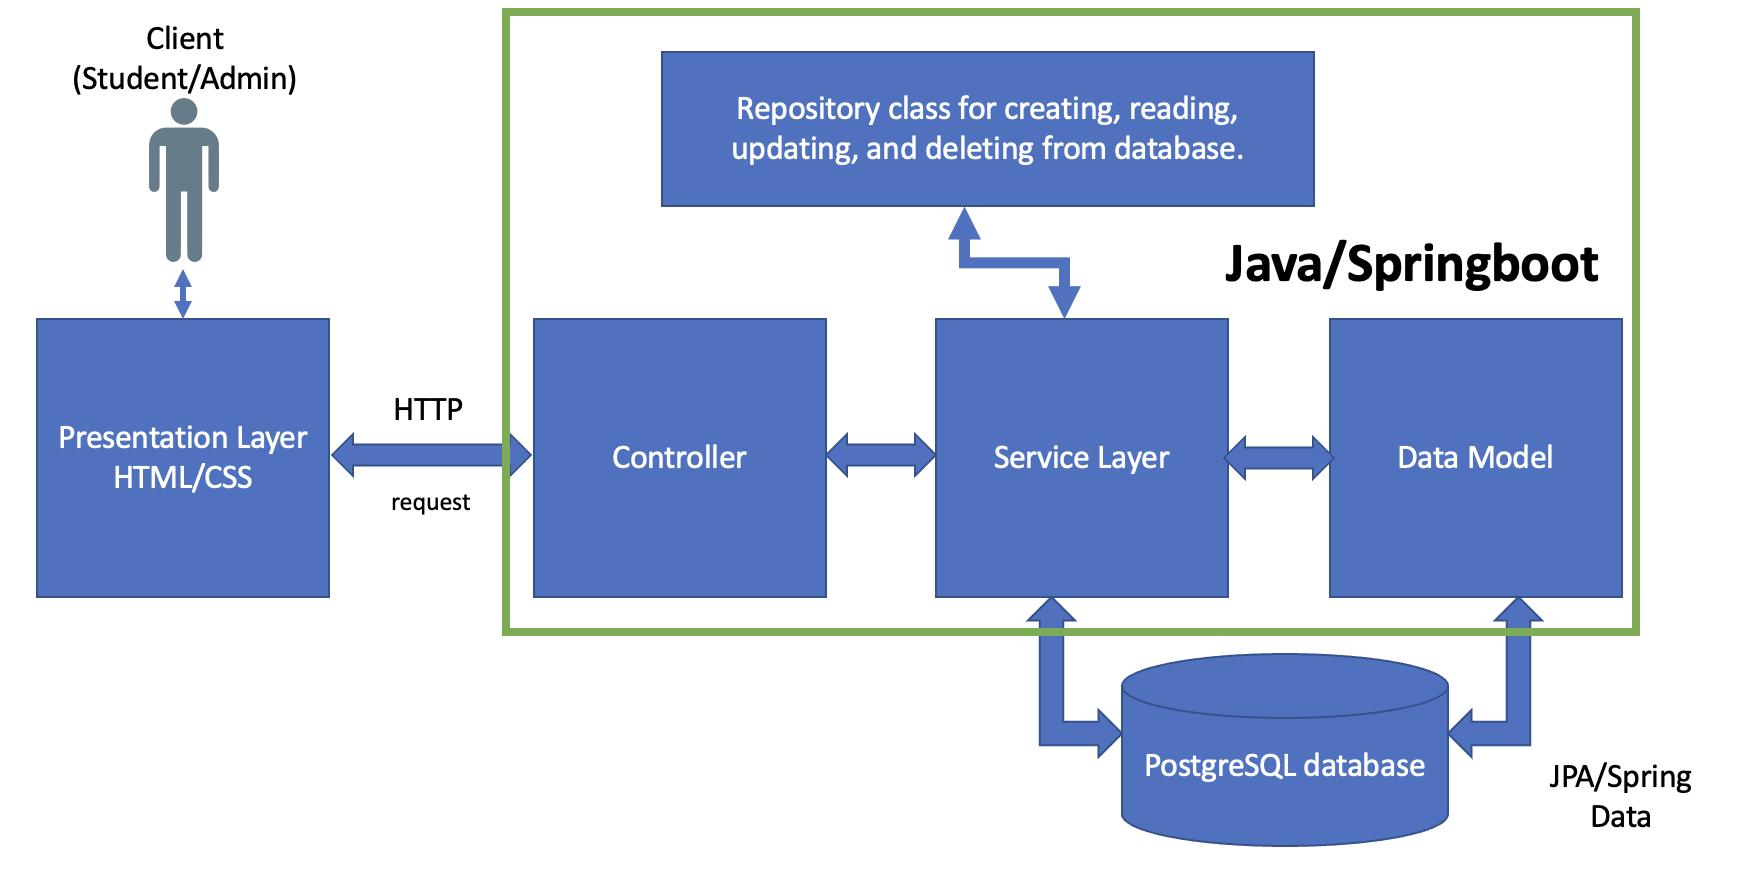 Client
(Student/Admin)
Repository class for creating, reading,
updating, and deleting from database.
Java/Springboot
Presentation Layer
HTML/CSS
HTTP
request
Controller
Service Layer
Data Model
PostgreSQL database
JPA/Spring
Data